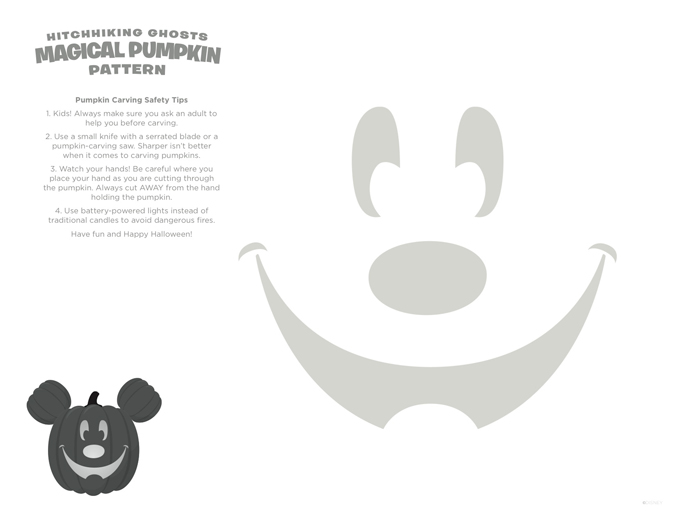 HITCHHIKING GHOSTS
MAGICAL PUMPKIN
PATTERN
Pumpkin Carving Safety Tips
1. Kids! Always make sure you ask an adult to
help you before carving.
2. Use a small knife with a serrated blade or a
pumpkin-carving saw. Sharper isn’t better
when it comes to carving pumpkins.
3. Watch your hands! Be careful where you
place your hand as you are cutting through
the pumpkin. Always cut AWAY from the hand
holding the pumpkin.
4. Use battery-powered lights instead of
traditional candles to avoid dangerous fires.
Have fun and Happy Halloween!